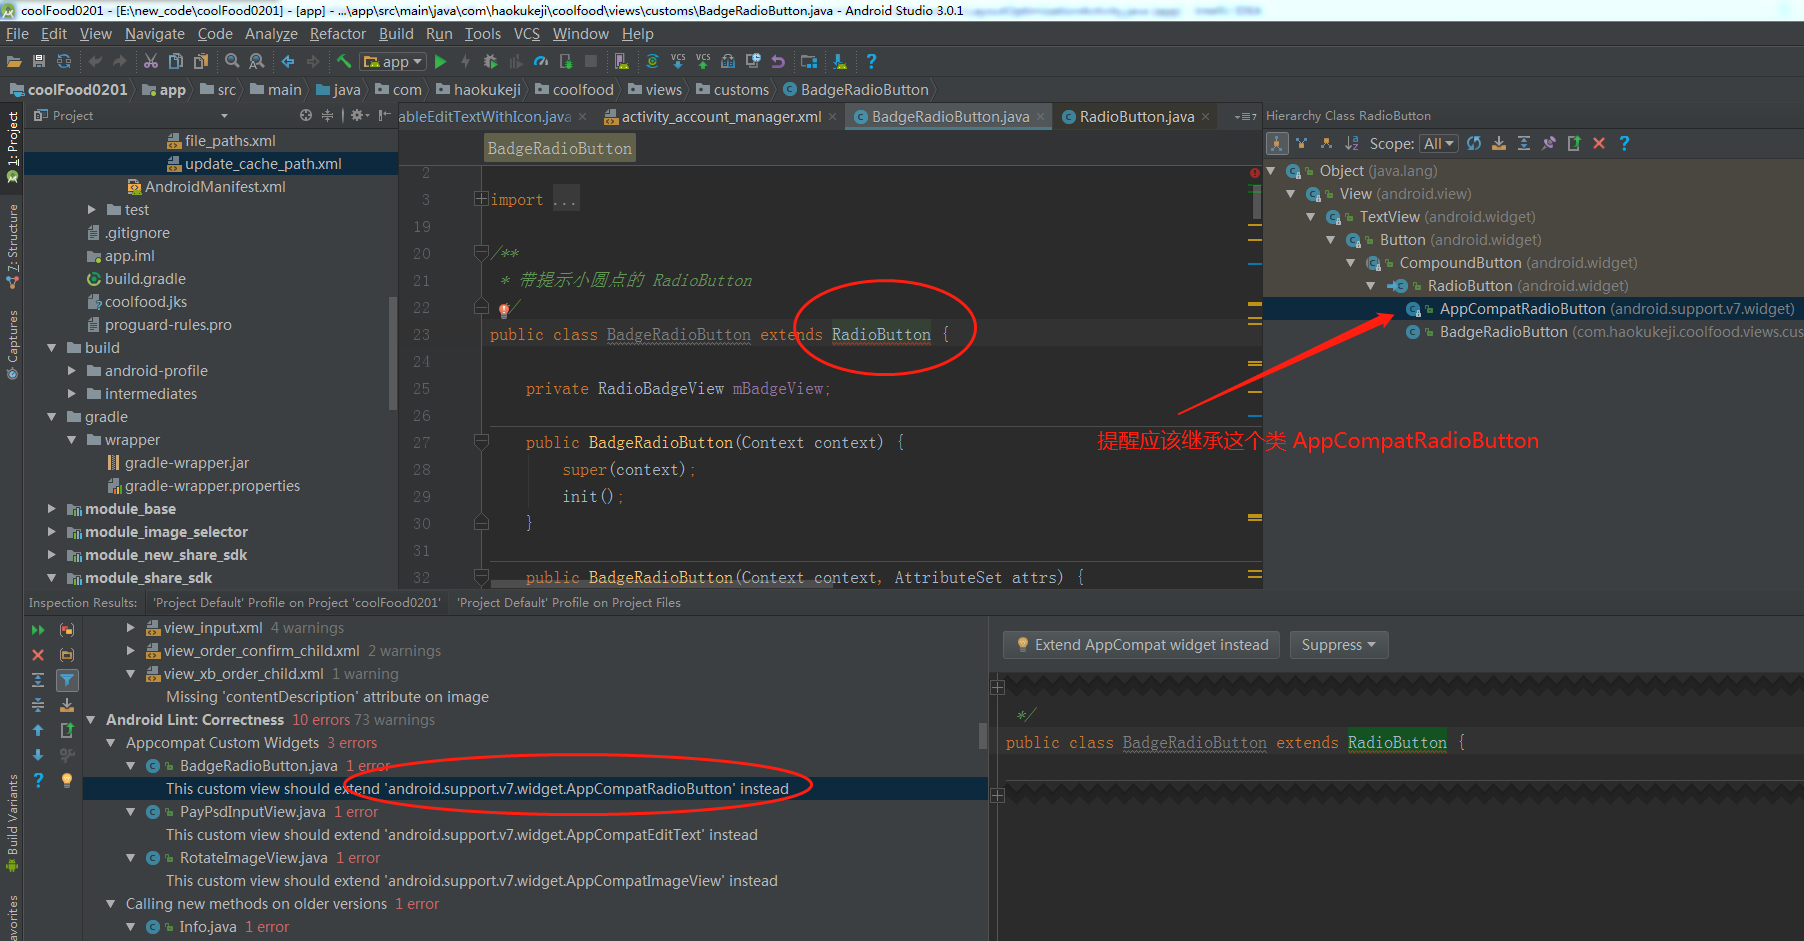 coolFood0201 - [E:\new_code\coolFood0201] - [app] - ...\app\src\main\java\com\haokukeji\coolfood\views\customs\BadgeRadioButton.java - Android Studio 3.0.1
File Edit View Navigate Code Analyze Refactor Build Run Tools VCS Window Help
app
VCS VCS
coolFood0201 app src main java com haokukeji coolfood views customs BadgeRadioButton
Project
ableEditTextWithIcon.java activity_account_manager.xml BadgeRadioButton.java RadioButton.java
Hierarchy Class RadioButton
1: Project
7: Structure
Captures
Build Variants
avorites
file_paths.xml
update_cache_path.xml
AndroidManifest.xml
test
.gitignore
app.iml
build.gradle
coolfood.jks
proguard-rules.pro
build
android-profile
intermediates
gradle
wrapper
gradle-wrapper.jar
gradle-wrapper.properties
module_base
module_image_selector
module_new_share_sdk
module_share_sdk
BadgeRadioButton
2
3 import ...
19
20 /**
21 * 带提示小圆点的 RadioButton
22 */
23 public class BadgeRadioButton extends RadioButton {
24
25 private RadioBadgeView mBadgeView;
26
27 public BadgeRadioButton(Context context) {
28 super(context);
29 init();
30 }
31
32 public BadgeRadioButton(Context context, AttributeSet attrs) {
Scope: All
Object (java.lang)
View (android.view)
TextView (android.widget)
Button (android.widget)
CompoundButton (android.widget)
RadioButton (android.widget)
AppCompatRadioButton (android.support.v7.widget)
BadgeRadioButton (com.haokukeji.coolfood.views.cus
提醒应该继承这个类 AppCompatRadioButton
Inspection Results: 'Project Default' Profile on Project 'coolFood0201' 'Project Default' Profile on Project Files
view_input.xml 4 warnings
view_order_confirm_child.xml 2 warnings
view_xb_order_child.xml 1 warning
Missing 'contentDescription' attribute on image
Android Lint: Correctness 10 errors 73 warnings
Appcompat Custom Widgets 3 errors
BadgeRadioButton.java 1 error
This custom view should extend 'android.support.v7.widget.AppCompatRadioButton' instead
PayPsdInputView.java 1 error
This custom view should extend 'android.support.v7.widget.AppCompatEditText' instead
RotateImageView.java 1 error
This custom view should extend 'android.support.v7.widget.AppCompatImageView' instead
Calling new methods on older versions 1 error
Info.java 1 error
Extend AppCompat widget instead Suppress
*/
public class BadgeRadioButton extends RadioButton {